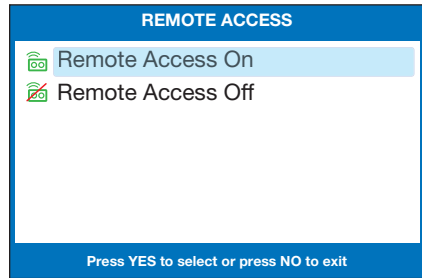 REMOTE ACCESS
Remote Access On
Remote Access Off
Press YES to select or press NO to exit